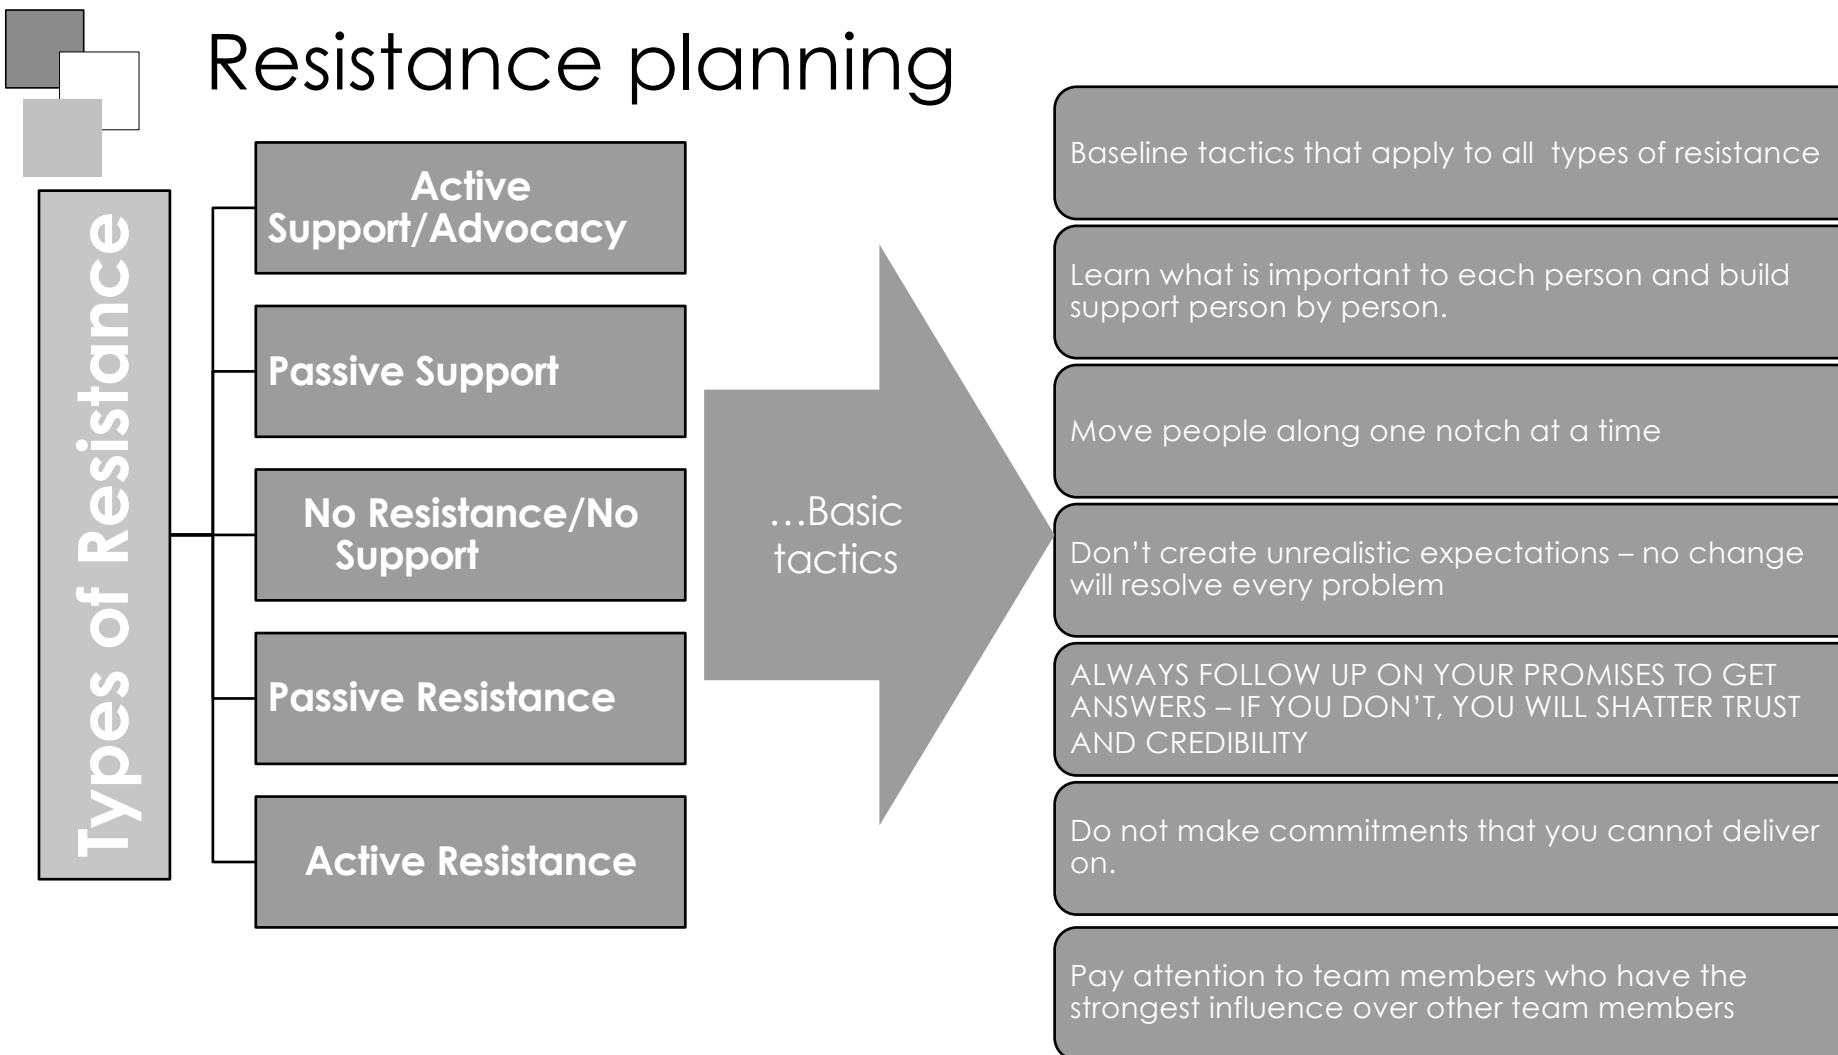 Resistance planning
Types of Resistance
Active
Support/Advocacy
Passive Support
No Resistance/No
Support
Passive Resistance
Active Resistance
…Basic
tactics
Baseline tactics that apply to all  types of resistance
Learn what is important to each person and build
support person by person.
Move people along one notch at a time
Don’t create unrealistic expectations – no change
will resolve every problem
ALWAYS FOLLOW UP ON YOUR PROMISES TO GET
ANSWERS – IF YOU DON’T, YOU WILL SHATTER TRUST
AND CREDIBILITY
Do not make commitments that you cannot deliver
on.
Pay attention to team members who have the
strongest influence over other team members